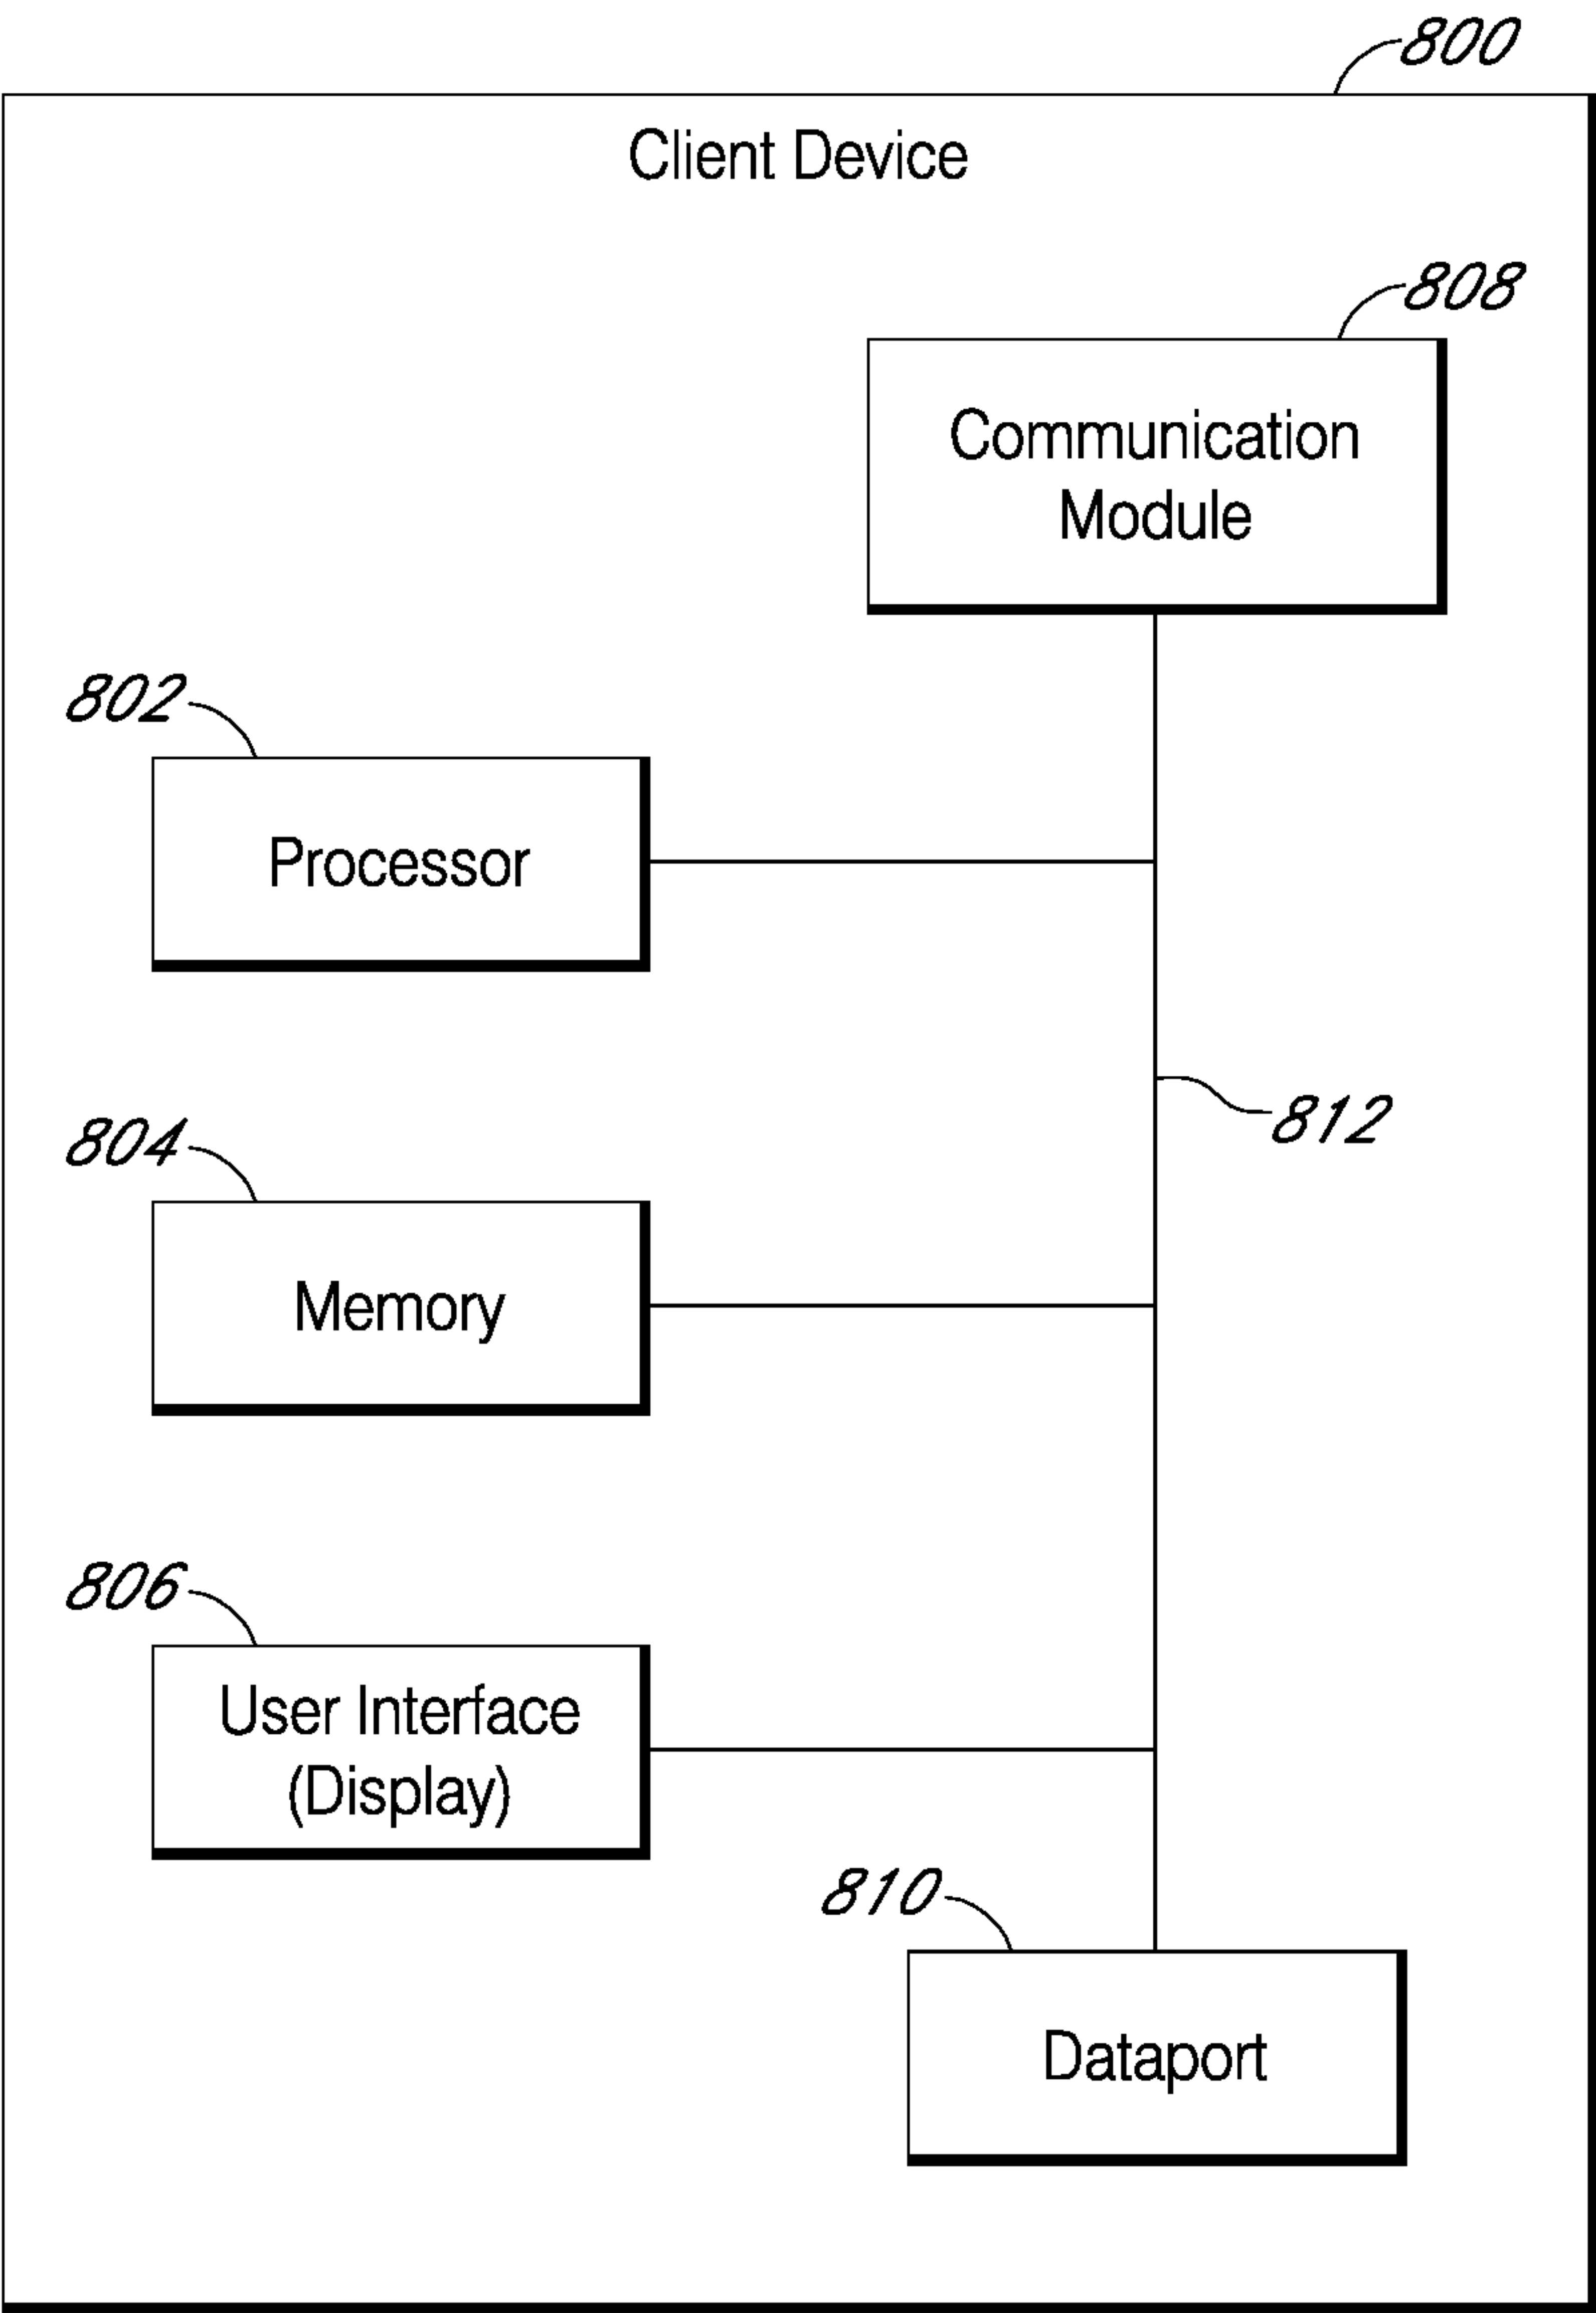 800
Client Device
808
Communication
Module
802
Processor
812
804
Memory
806
User Interface
(Display)
810
Dataport